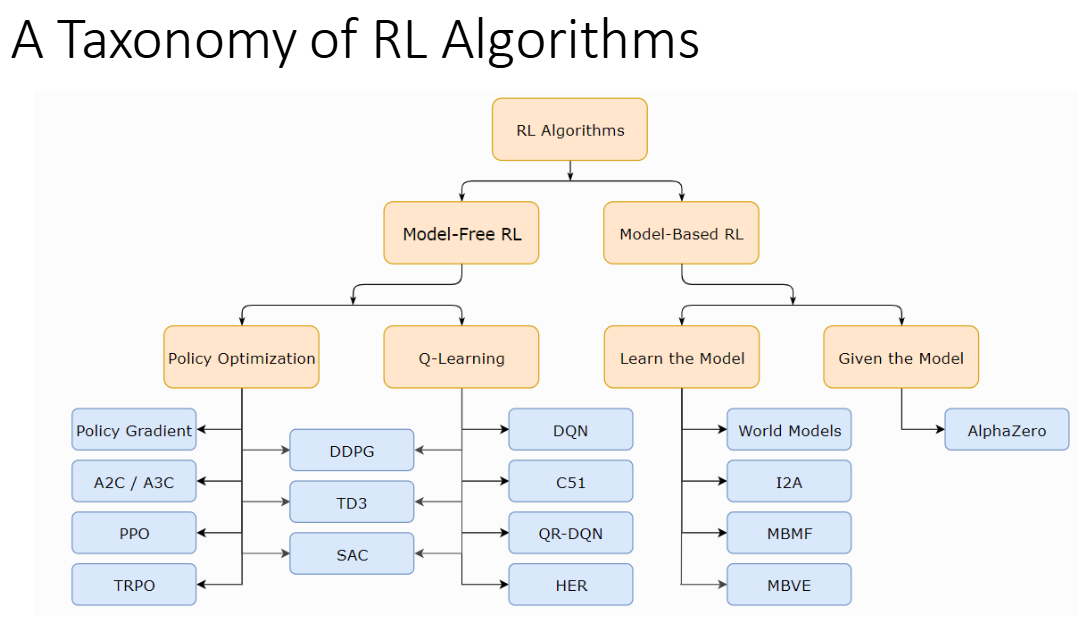 A Taxonomy of RL Algorithms
RL Algorithms
Model-Free RL
Model-Based RL
Policy Optimization
Q-Learning
Learn the Model
Given the Model
Policy Gradient
DDPG
DQN
World Models
AlphaZero
A2C / A3C
TD3
C51
I2A
PPO
SAC
QR-DQN
MBMF
TRPO
HER
MBVE